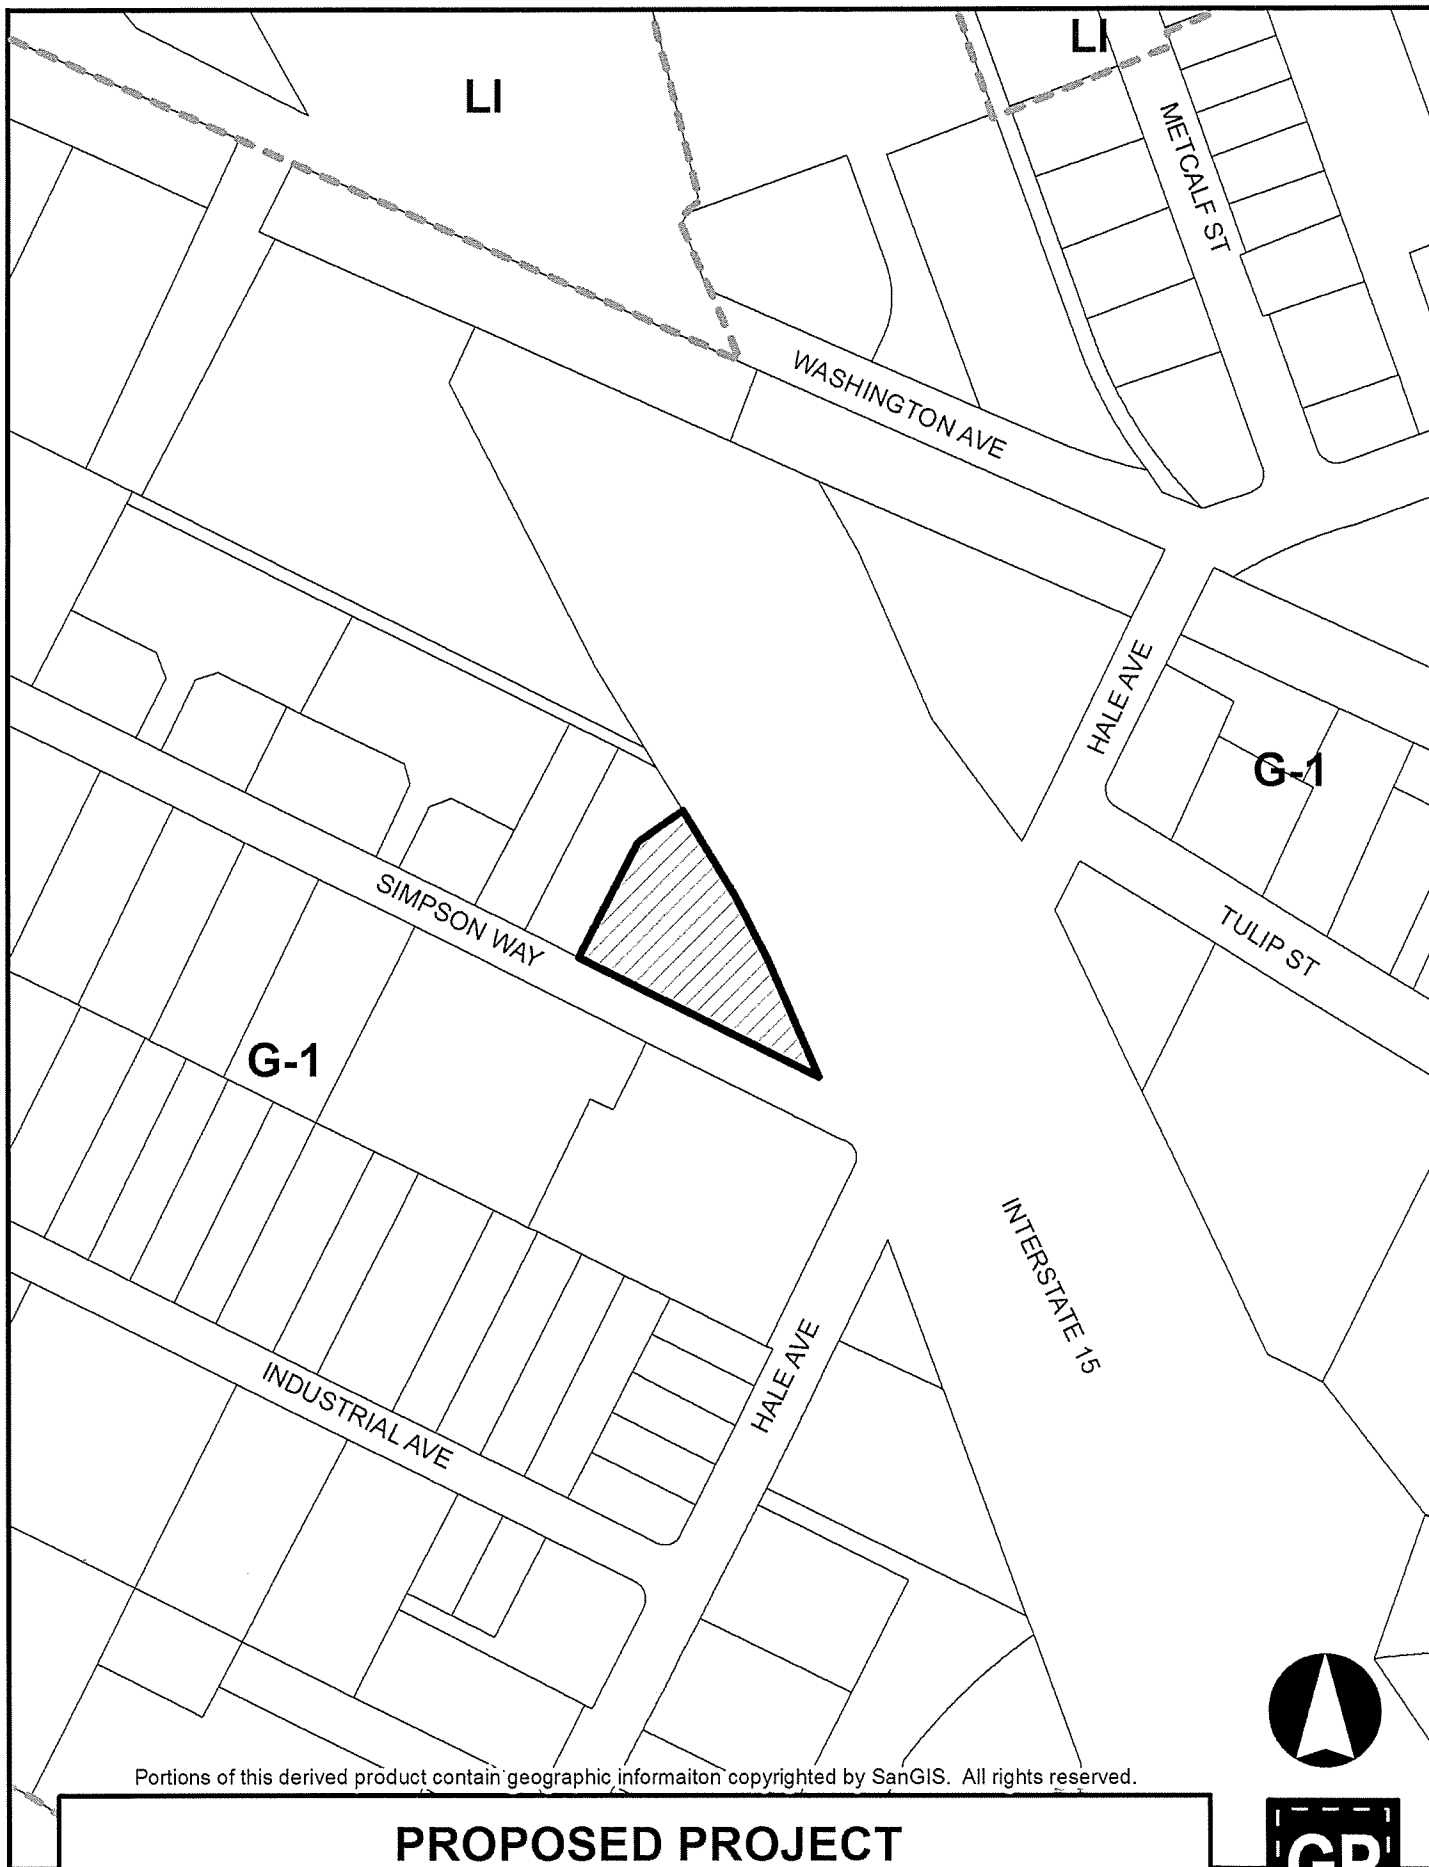 LI
LI
METCALF ST
WASHINGTON AVE
HALE AVE
G-1
SIMPSON WAY
TULIP ST
G-1
INTERSTATE 15
HALE AVE
INDUSTRIAL AVE
Portions of this derived product contain geographic informaiton copyrighted by SanGIS. All rights reserved.
PROPOSED PROJECT
GP